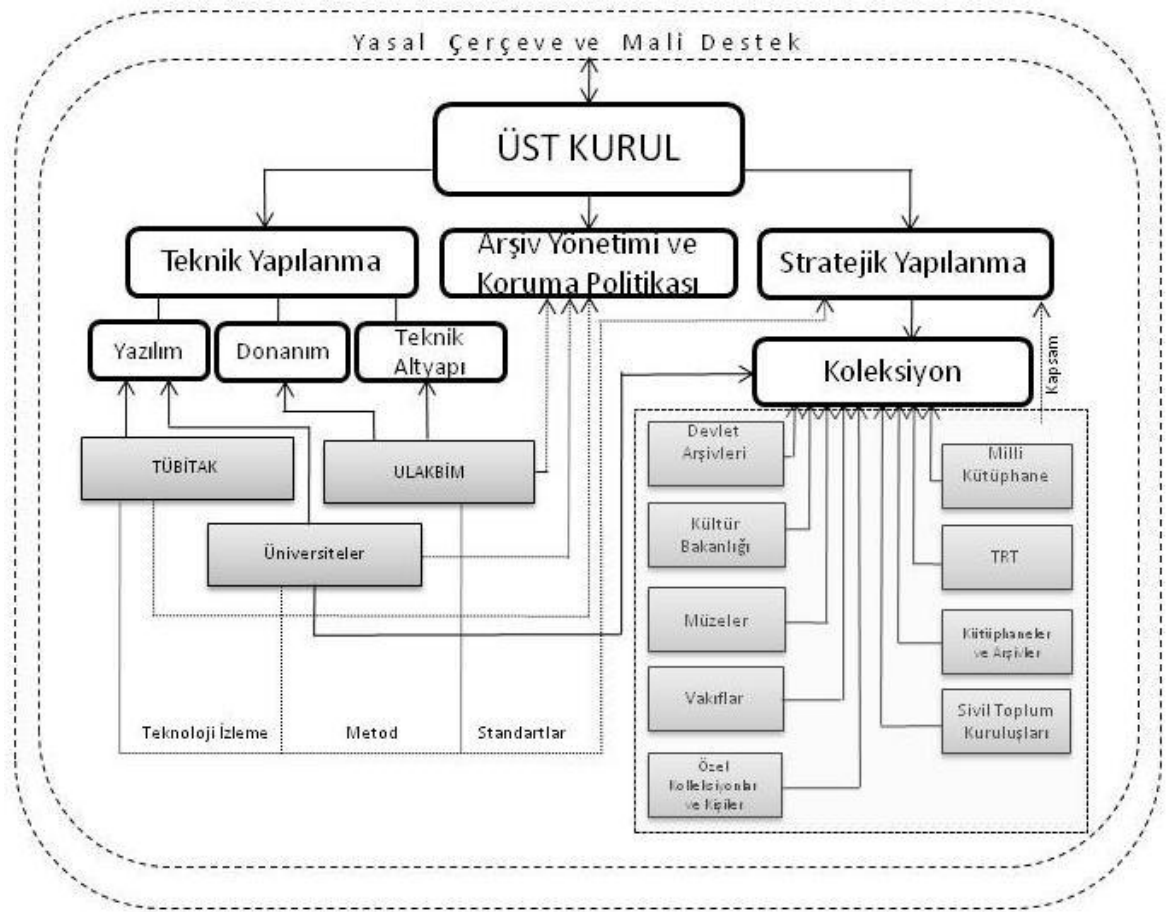 Yasal Çerçeve ve Mali Destek
ÜST KURUL
Teknik Yapılanma
Arşiv Yönetimi ve
Koruma Politikası
Stratejik Yapılanma
Yazılım
Donanım
Teknik
Altyapı
Koleksiyon
Kapsam
TÜBİTAK
ULAKBİM
Üniversiteler
Devlet
Arşivleri
Milli
Kütüphane
Kültür
Bakanlığı
TRT
Müzeler
Kütüphaneler
ve Arşivler
Vakıflar
Sivil Toplum
Kuruluşları
Özel
Kolleksiyonlar
ve Kişiler
Teknoloji İzleme
Metod
Standartlar